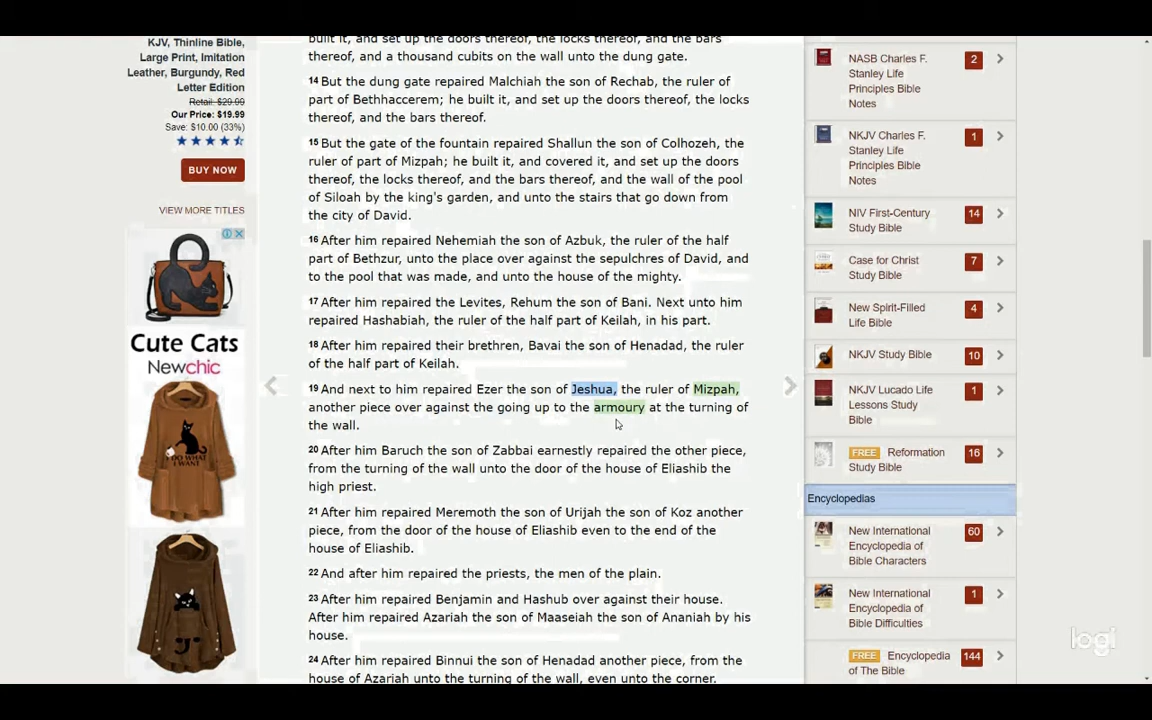 KJV, Thinline Bible,
Large Print, Imitation
Leather, Burgundy, Red
Letter Edition
Retail: $29.99
Our Price: $19.99
Save: $10.00 (33%)
BUY NOW
VIEW MORE TITLES
Cute Cats
Newchic
I DO WHAT
I WANT
built it, and set up the doors thereof, the locks thereof, and the bars
thereof, and a thousand cubits on the wall unto the dung gate.
14 But the dung gate repaired Malchiah the son of Rechab, the ruler of
part of Bethhaccerem; he built it, and set up the doors thereof, the locks
thereof, and the bars thereof.
15 But the gate of the fountain repaired Shallun the son of Colhozeh, the
ruler of part of Mizpah; he built it, and covered it, and set up the doors
thereof, the locks thereof, and the bars thereof, and the wall of the pool
of Siloah by the king's garden, and unto the stairs that go down from
the city of David.
16 After him repaired Nehemiah the son of Azbuk, the ruler of the half
part of Bethzur, unto the place over against the sepulchres of David, and
to the pool that was made, and unto the house of the mighty.
17 After him repaired the Levites, Rehum the son of Bani. Next unto him
repaired Hashabiah, the ruler of the half part of Keilah, in his part.
18 After him repaired their brethren, Bavai the son of Henadad, the ruler
of the half part of Keilah.
19 And next to him repaired Ezer the son of Jeshua, the ruler of Mizpah,
another piece over against the going up to the armoury at the turning of
the wall.
20 After him Baruch the son of Zabbai earnestly repaired the other piece,
from the turning of the wall unto the door of the house of Eliashib the
high priest.
21 After him repaired Meremoth the son of Urijah the son of Koz another
piece, from the door of the house of Eliashib even to the end of the
house of Eliashib.
22 And after him repaired the priests, the men of the plain.
23 After him repaired Benjamin and Hashub over against their house.
After him repaired Azariah the son of Maaseiah the son of Ananiah by his
house.
24 After him repaired Binnui the son of Henadad another piece, from the
house of Azariah unto the turning of the wall, even unto the corner.
NASB Charles F. 2
Stanley Life
Principles Bible
Notes
NKJV Charles F. 1
Stanley Life
Principles Bible
Notes
NIV First-Century 14
Study Bible
Case for Christ 7
Study Bible
New Spirit-Filled 4
Life Bible
NKJV Study Bible 10
NKJV Lucado Life 1
Lessons Study
Bible
FREE Reformation 16
Study Bible
Encyclopedias
New International 60
Encyclopedia of
Bible Characters
New International 1
Encyclopedia of
Bible Difficulties
FREE Encyclopedia 144
of The Bible
logi